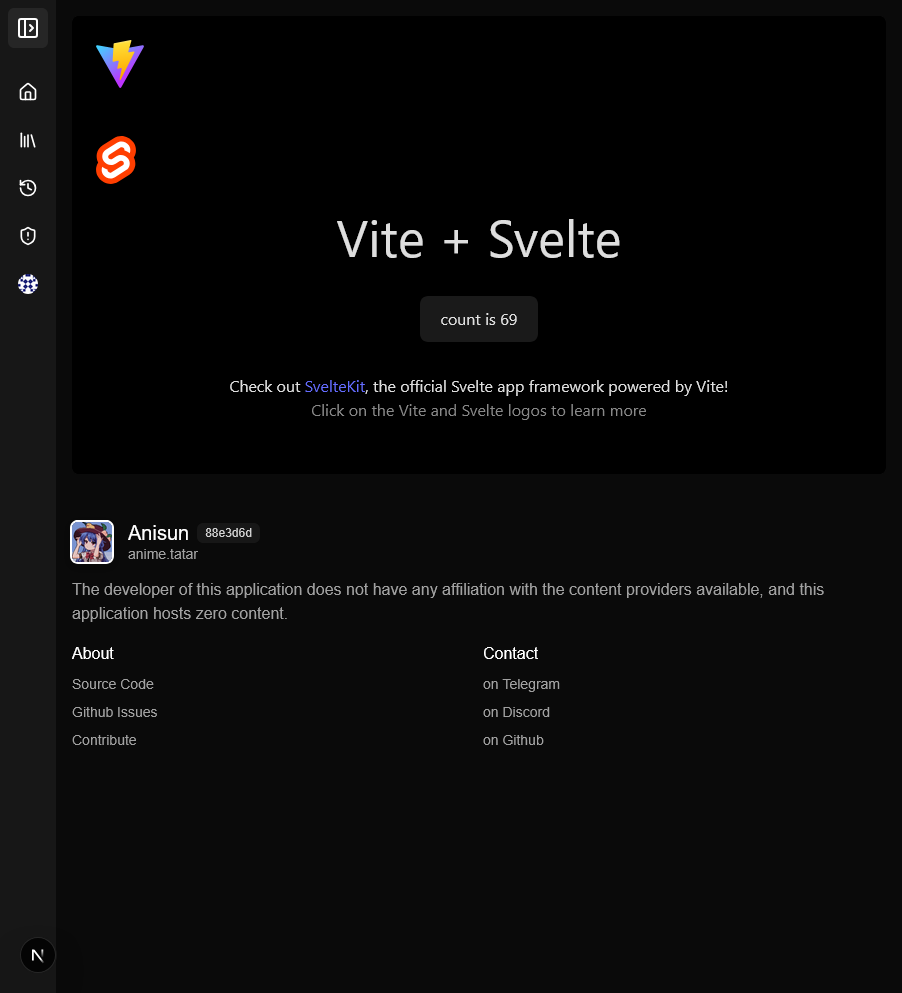 Vite + Svelte
count is 69
Check out SvelteKit, the official Svelte app framework powered by Vite!
Click on the Vite and Svelte logos to learn more
Anisun 88e3d6d
anime.tatar
The developer of this application does not have any affiliation with the content providers available, and this
application hosts zero content.
About
Source Code
Github Issues
Contribute
Contact
on Telegram
on Discord
on Github
N